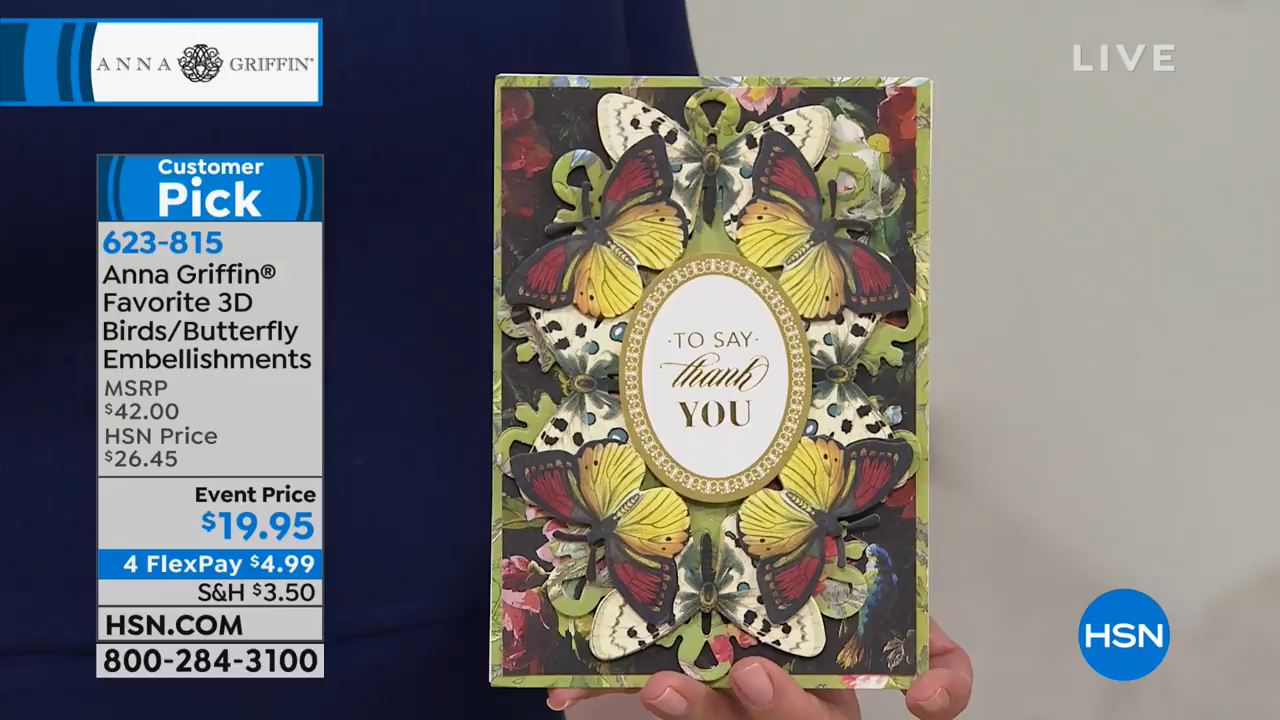 ANNA GRIFFIN®
LIVE
Customer
Pick
623-815
Anna Griffin®
Favorite 3D
Birds/Butterfly
Embellishments
MSRP
$42.00
HSN Price
$26.45
Event Price
$19.95
4 FlexPay $4.99
S&H $3.50
HSN.COM
800-284-3100
·TO SAY·
thank
YOU
HSN